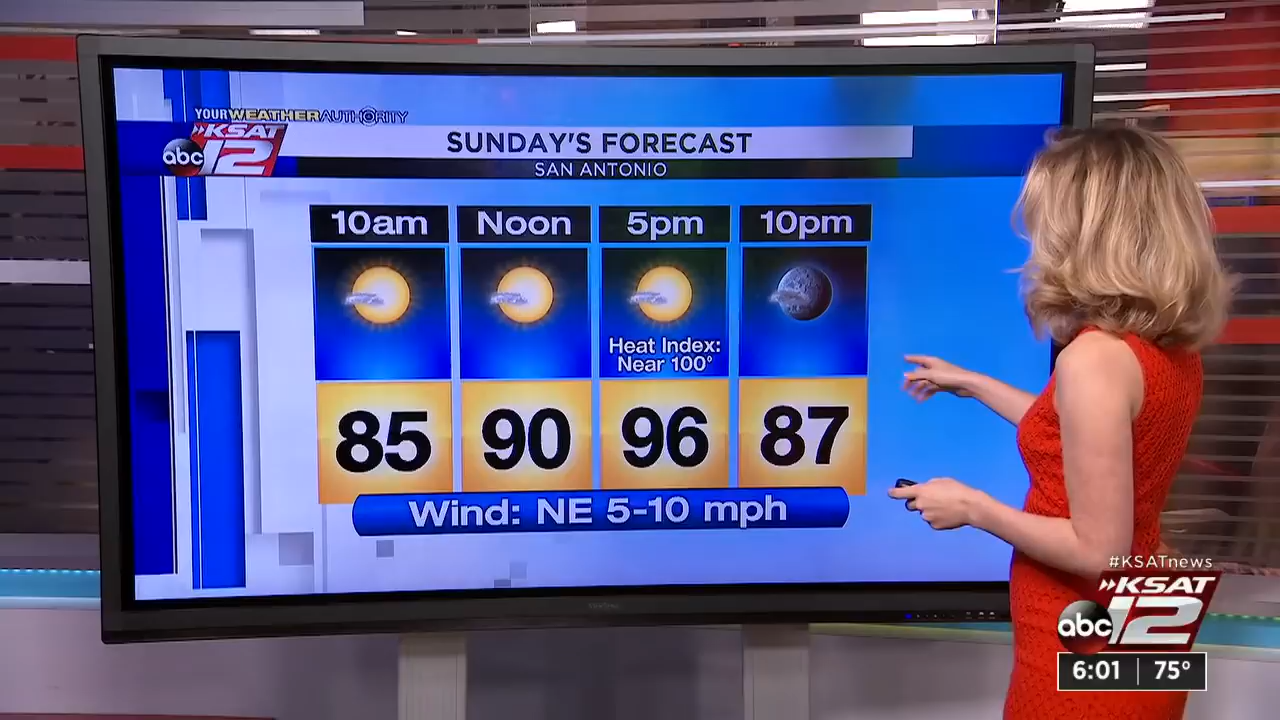 YOUR WEATHER AUTHORITY
KSAT
abc 12
SUNDAY'S FORECAST
SAN ANTONIO
10am Noon 5pm 10pm
Heat Index:
Near 100°
85 90 96 87
Wind: NE 5-10 mph
#KSATnews
KSAT
abc 12
6:01 75°